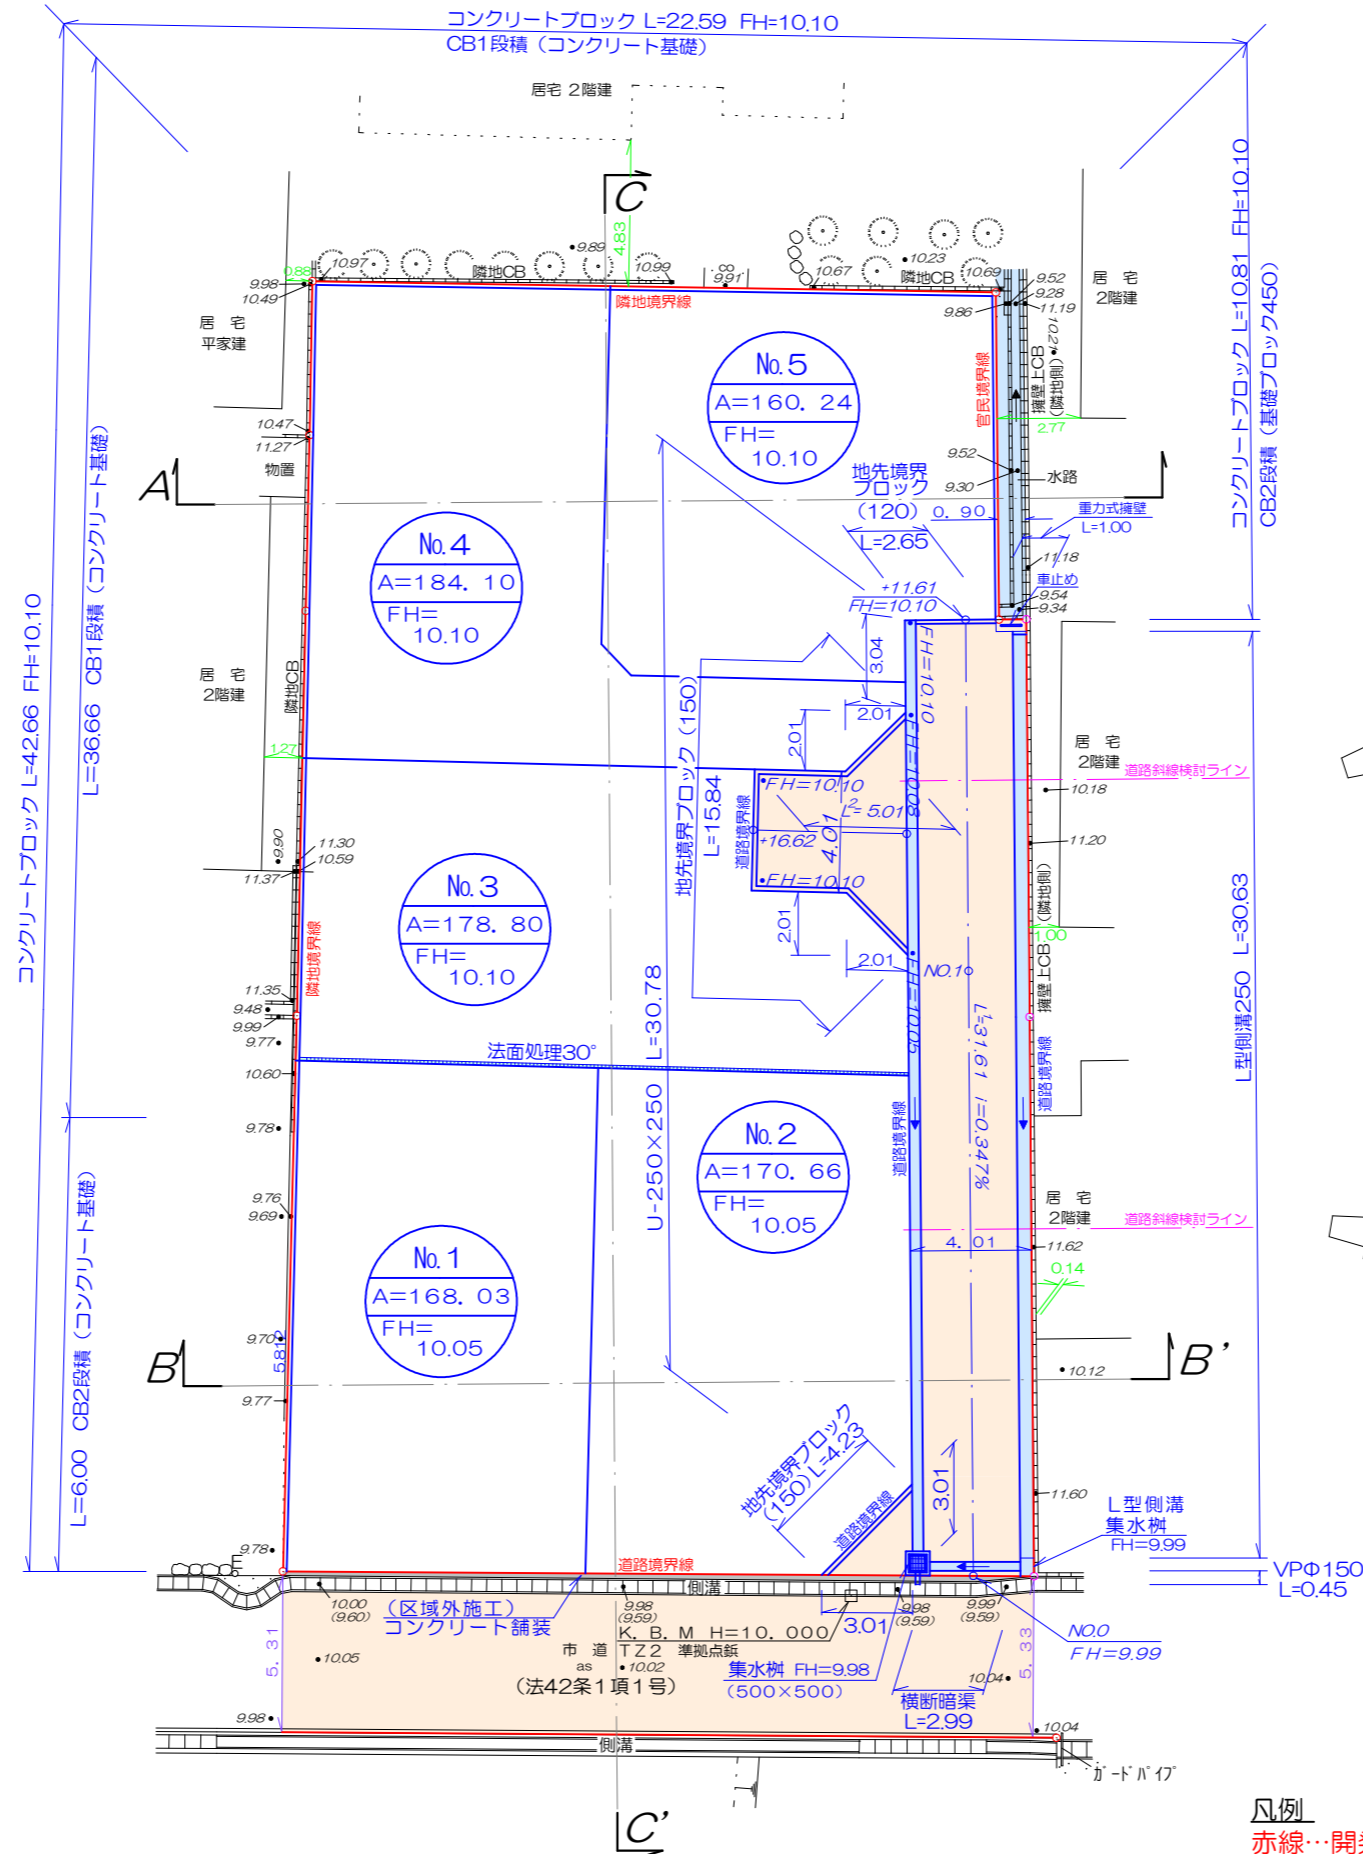 コンクリートブロック L=22.59 FH=10.10
CB1段積（コンクリート基礎）
居宅 2階建
C
4.83
9.89
0.88
10.97
隣地CB
10.99
9.91
10.23
10.67
隣地CB
10.69
9.98
10.49
隣地境界線
9.52
9.28
9.86
11.19
10.21
居 宅
2階建
居 宅
平家建
擁壁上CB
(隣地側)
2.77
官民境界線
コンクリートブロック L=10.81 FH=10.10
CB2段積（基礎ブロック450）
No.5
A=160.24
FH=
10.10
10.47
11.27
物置
A
地先境界
ブロック
(120)
L=2.65
0.90
9.52
9.30
水路
重力式擁壁
L=1.00
11.18
車止め
9.54
9.34
No.4
A=184.10
FH=
10.10
+11.61
FH=10.10
FH=10.10
3.04
2.01
2.01
FH=10.08
居 宅
2階建
隣地CB
1.27
コンクリートブロック L=42.66 FH=10.10
L=36.66 CB1段積（コンクリート基礎）
地先境界ブロック（150）
L=15.84
FH=10.10
L2=5.01
+16.62
4.01
FH=10.10
道路境界線
2.01
2.01
FH=10.05
NO.1
居 宅
2階建
道路斜線検討ライン
10.18
11.20
擁壁上CB
(隣地側)
1.00
L型側溝250 L=30.63
9.90
11.30
10.59
11.37
No.3
A=178.80
FH=
10.10
隣地境界線
11.35
9.48
9.99
9.77
10.60
9.78
法面処理30°
U-250×250 L=30.78
L1=31.61 i=0.347%
道路境界線
道路境界線
No.2
A=170.66
FH=
10.05
9.76
9.69
居 宅
2階建
道路斜線検討ライン
4.01
11.62
0.14
No.1
A=168.03
FH=
10.05
9.70
5.812
L=6.00 CB2段積（コンクリート基礎）
B
B'
10.12
9.77
地先境界ブロック
(150) L=4.23
3.01
道路境界線
11.60
L型側溝
集水桝
FH=9.99
9.78
道路境界線
VPΦ150
L=0.45
側溝
10.00
(9.60)
（区域外施工）
コンクリート舗装
9.98
(9.59)
K.B.M H=10.000
3.01
9.98
(9.59)
9.99
(9.59)
NO.0
FH=9.99
5.31
10.05
市 道 TZ2 準拠点鋲
as
10.02
(法42条1項1号)
集水桝 FH=9.98
(500×500)
横断暗渠
L=2.99
10.04
5.33
9.98
10.04
側溝
ガードパイプ
C'
凡例